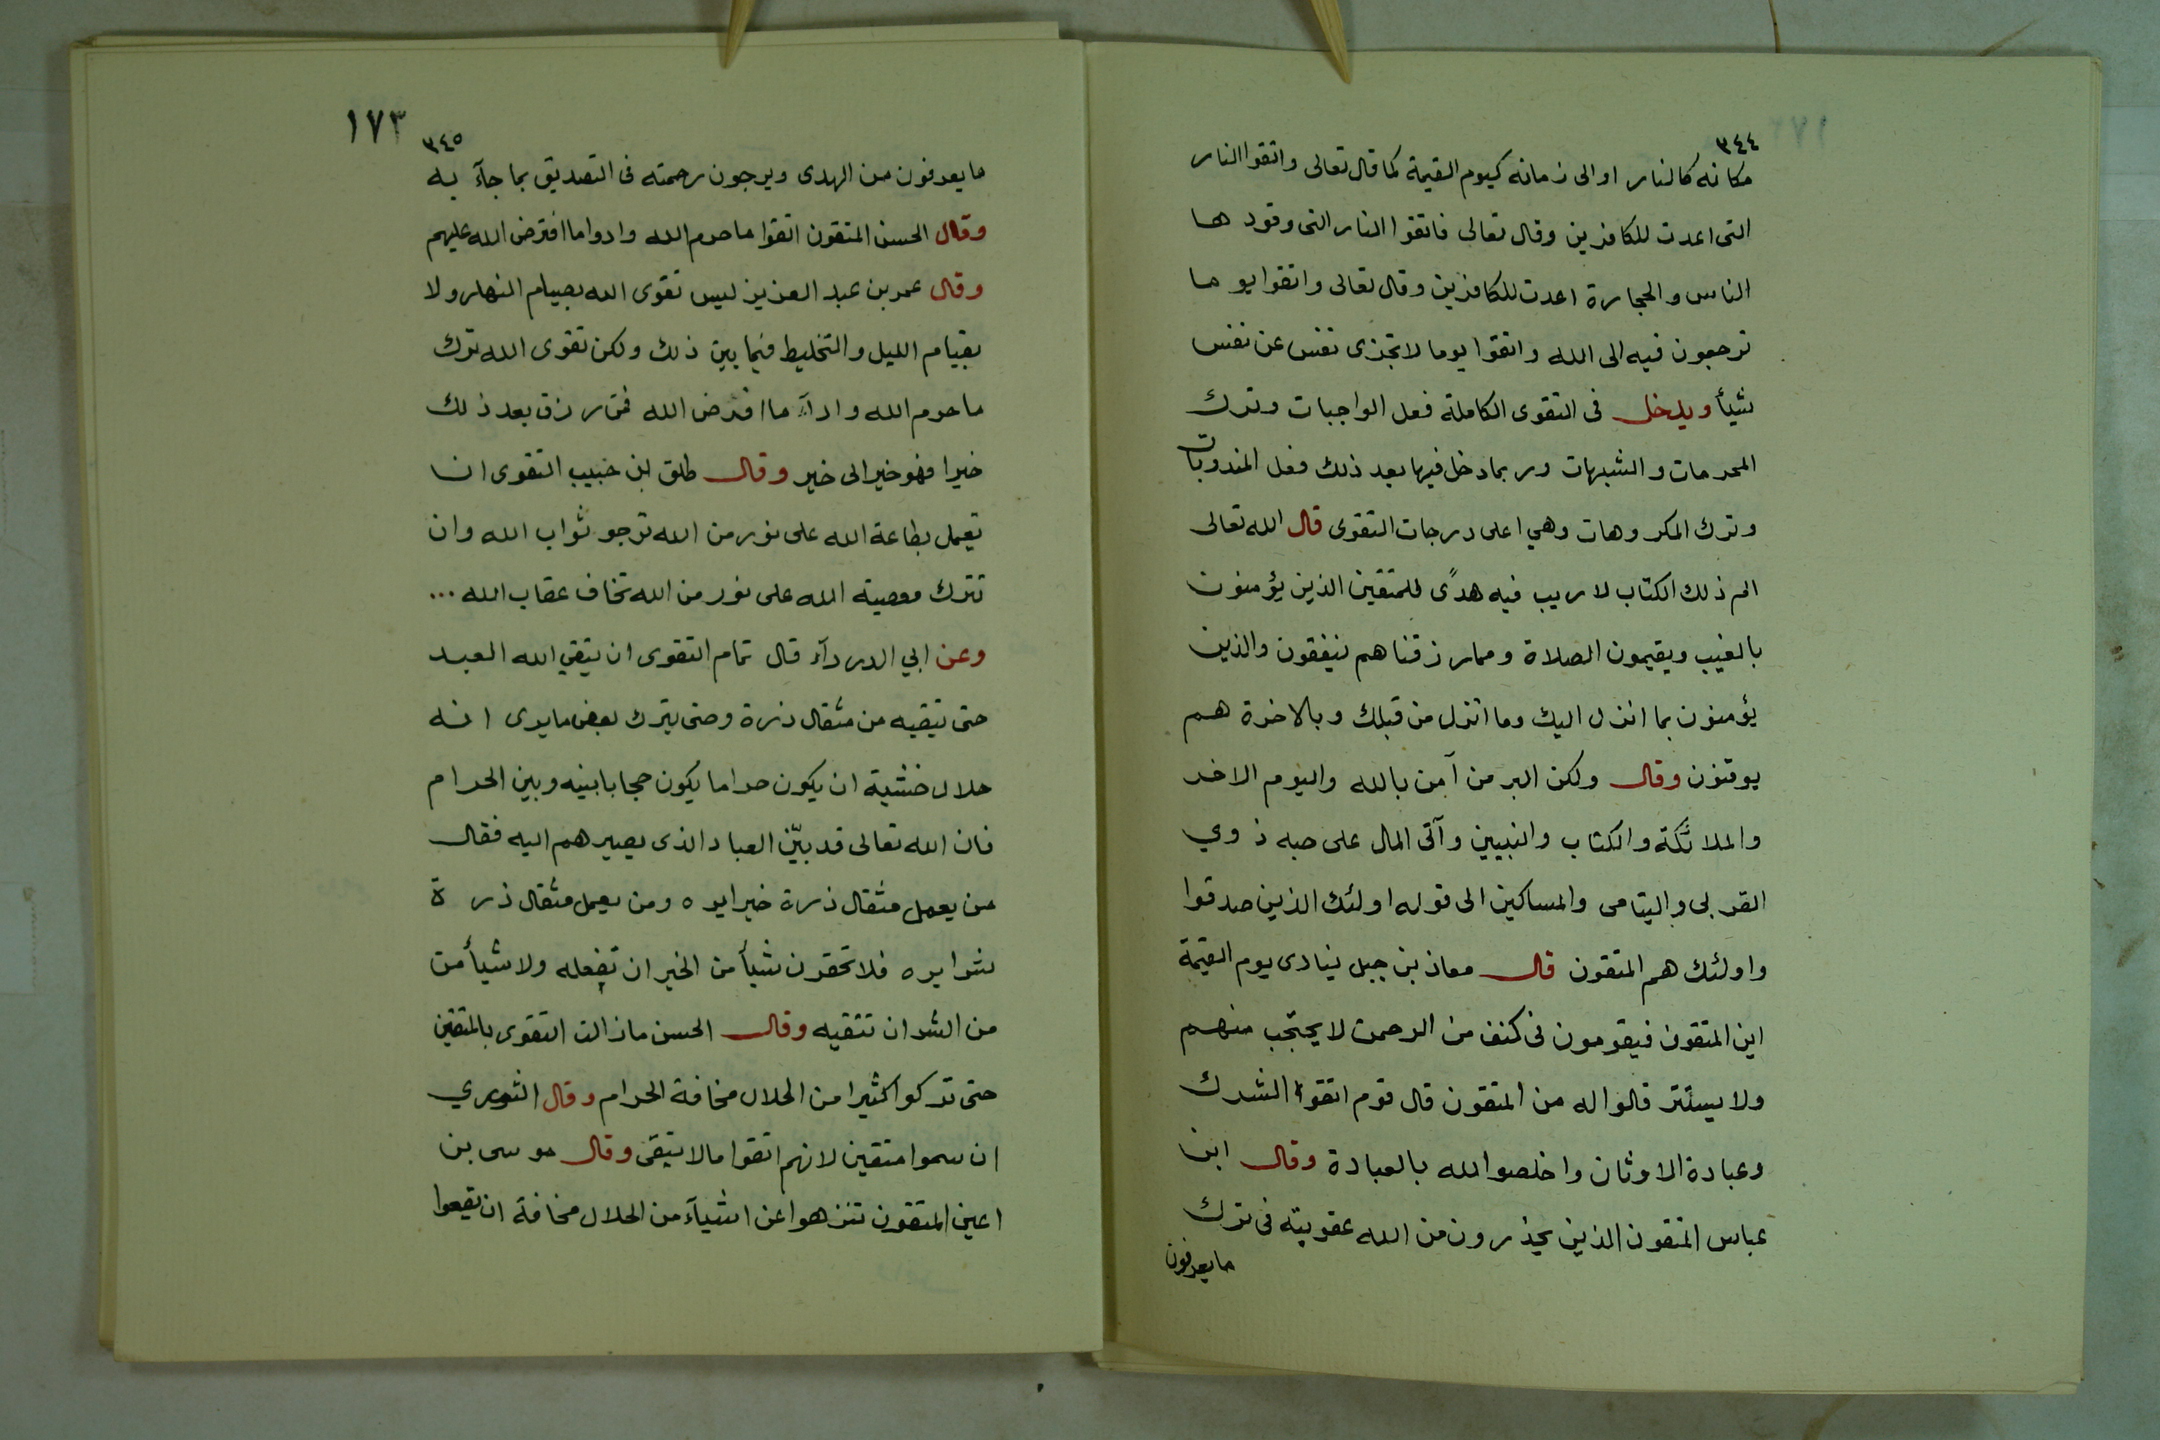 ٣٤٤
مكانه كالنار او الى زمانه كيوم القيمة كما قال تعالى واتقوا النار
التى اعدت للكافرين وقال تعالى فاتقوا النار التى وقود ها
الناس والحجارة اعدت للكافرين وقال تعالى واتقوا يو ما
ترجعون فيه الى الله واتقوا يوما لا تجزى نفس عن نفس
شيأ ويدخل فى التقوى الكاملة فعل الواجبات وترك
المحرمات والشبهات وربما دخل فيها بعد ذلك فعل المندوبات
وترك المكروهات وهي اعلى درجات التقوى قال الله تعالى
الم ذلك الكتاب لا ريب فيه هدًى للمتقين الذين يؤمنون
بالغيب ويقيمون الصلاة ومما رزقناهم ينفقون والذين
يؤمنون بما انزل اليك وما انزل من قبلك وبالاخرة هم
يوقنون وقال ولكن البر من آمن بالله واليوم الاخر
والملائكة والكتاب والنبيين وآتى المال على حبه ذوي
القربى واليتامى والمساكين الى قوله اولئك الذين صدقوا
واولئك هم المتقون قال معاذ بن جبل ينادى يوم القيمة
اين المتقون فيقومون فى كنف من الرحمن لا يحتجب منهم
ولا يستتر قالوا له من المتقون قال قوم اتقوا الشرك
وعبادة الاوثان واخلصوا لله بالعبادة وقال ابن
عباس المتقون الذين يحذرون من الله عقوبته فى ترك
ما يعرفون
١٧٣
٣٤٥
ما يعرفون من الهدى ويرجون رحمته فى التصديق بما جآء به
وقال الحسن المتقون اتقوا ما حرم الله وادوا ما افترض الله عليهم
وقال عمر بن عبد العزيز ليس تقوى الله بصيام النهار ولا
بقيام الليل والتخليط فيما بين ذلك ولكن تقوى الله ترك
ما حرم الله وادآء ما افترض الله فمن رزق بعد ذلك
خيرا فهو خير الى خير وقال طلق بن حبيب التقوى ان
تعمل بطاعة الله على نور من الله ترجو ثواب الله وان
تترك معصية الله على نور من الله تخاف عقاب الله ...
وعن ابي الدردآء قال تمام التقوى ان يتقي الله العبد
حتى يتقيه من مثقال ذرة وحتى يترك بعض ما يرى انه
حلال خشية ان يكون حراما يكون حجابا بينه وبين الحرام
فان الله تعالى قد بيّن العباد الذى يصيرهم اليه فقال
من يعمل مثقال ذرة خيرا يره ومن يعمل مثقال ذر ة
شرا يره فلا تحقرن شيأ من الخير ان تفعله ولا شيأ من
من الشر ان تتقيه وقال الحسن ما زالت التقوى بالمتقين
حتى تركوا كثيرا من الحلال مخافة الحرام وقال الثوري
ان سموا متقين لانهم اتقوا مالا يتقى وقال موسى بن
اعين المتقون تنزهوا عن اشيآء من الحلال مخافة ان يقعوا